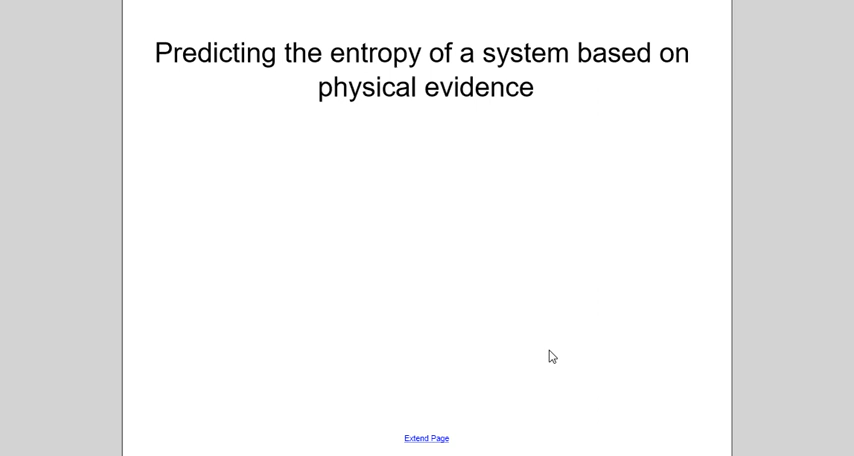 Predicting the entropy of a system based on
physical evidence
Extend Page